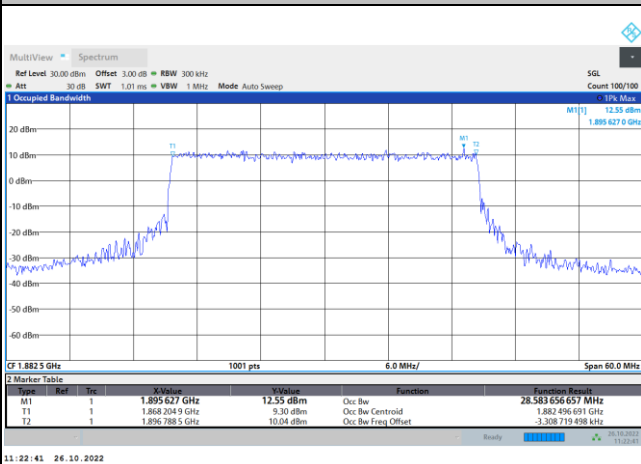 MultiView Spectrum
Ref Level 30.00 dBm Offset 3.00 dB RBW 300 kHz SGL
Att 30 dB SWT 1.01 ms VBW 1 MHz Mode Auto Sweep Count 100/100
1 Occupied Bandwidth 1Pk Max
M1[1] 12.55 dBm
1.895 627 0 GHz
20 dBm
M1
T1 T2
10 dBm
0 dBm
-10 dBm
-20 dBm
-30 dBm
-40 dBm
-50 dBm
-60 dBm
CF 1.882 5 GHz 1001 pts 6.0 MHz/ Span 60.0 MHz
2 Marker Table
Type Ref Trc X-Value Y-Value Function Function Result
M1 1 1.895 627 GHz 12.55 dBm Occ Bw 28.583 656 657 MHz
T1 1 1.868 204 9 GHz 9.30 dBm Occ Bw Centroid 1.882 496 691 GHz
T2 1 1.896 788 5 GHz 10.04 dBm Occ Bw Freq Offset -3.308 719 498 kHz
Ready 26.10.2022
11:22:41
11:22:41 26.10.2022